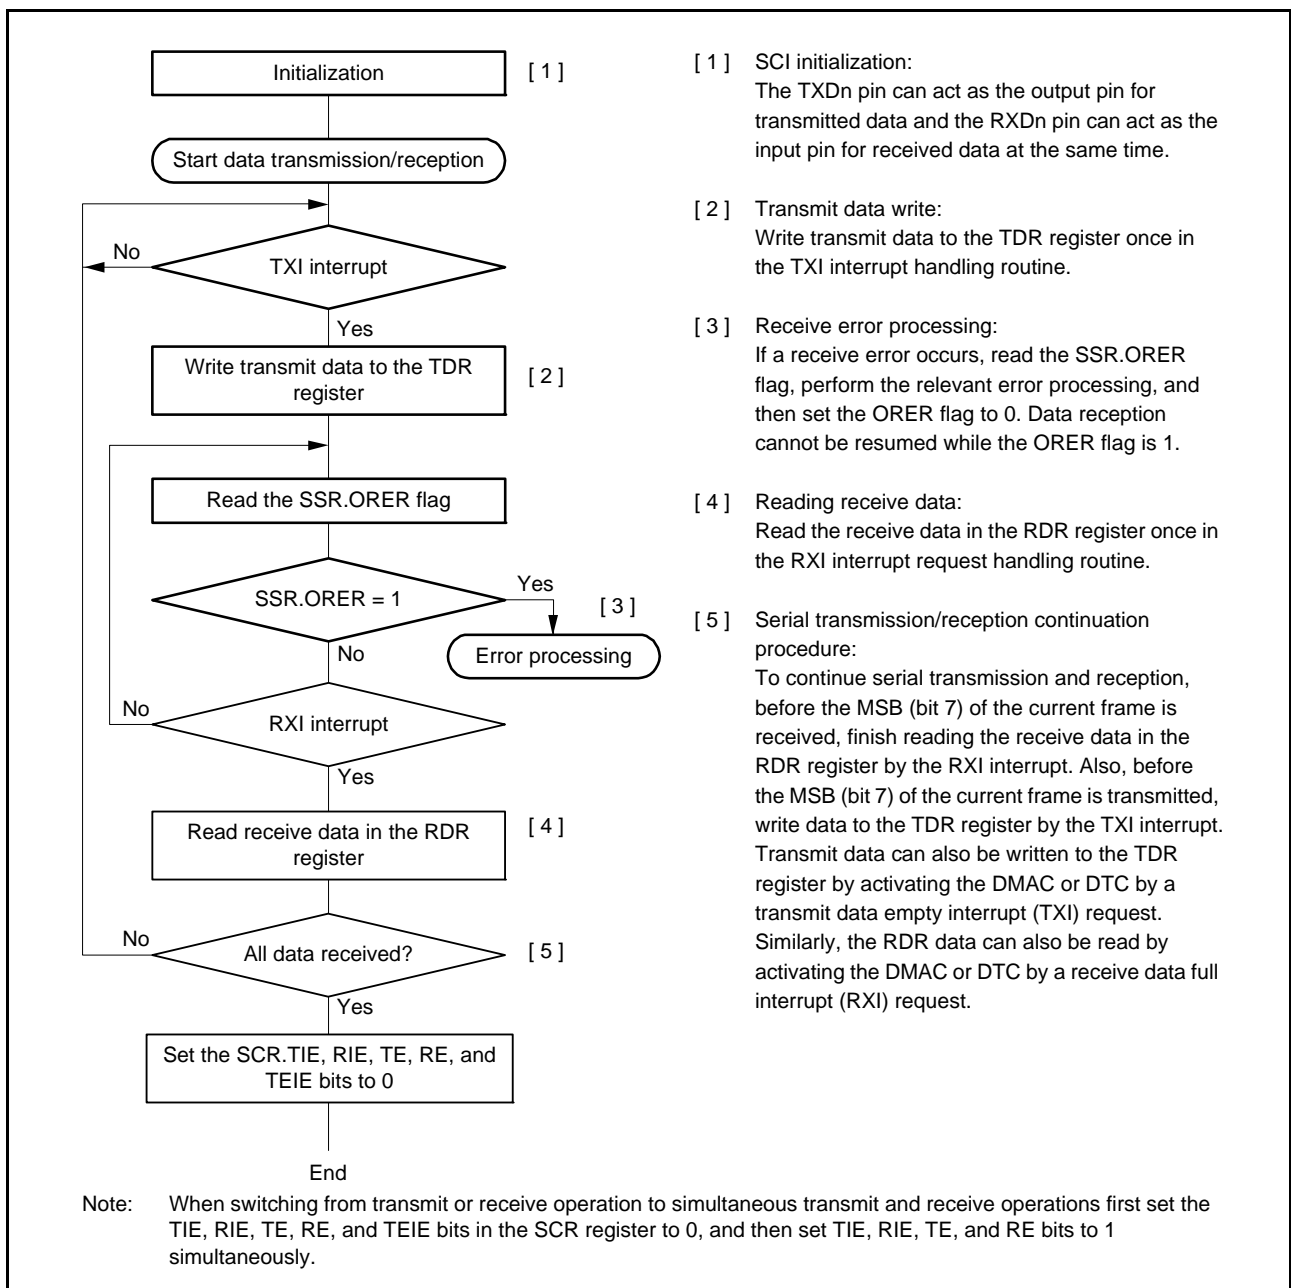 Initialization
[ 1 ]
Start data transmission/reception
No
TXI interrupt
Yes
Write transmit data to the TDR
register
[ 2 ]
Read the SSR.ORER flag
Yes
SSR.ORER = 1
[ 3 ]
Error processing
No
No
RXI interrupt
Yes
Read receive data in the RDR
register
[ 4 ]
No
All data received?
[ 5 ]
Yes
Set the SCR.TIE, RIE, TE, RE, and
TEIE bits to 0
End
[ 1 ] SCI initialization:
The TXDn pin can act as the output pin for
transmitted data and the RXDn pin can act as the
input pin for received data at the same time.
[ 2 ] Transmit data write:
Write transmit data to the TDR register once in
the TXI interrupt handling routine.
[ 3 ] Receive error processing:
If a receive error occurs, read the SSR.ORER
flag, perform the relevant error processing, and
then set the ORER flag to 0. Data reception
cannot be resumed while the ORER flag is 1.
[ 4 ] Reading receive data:
Read the receive data in the RDR register once in
the RXI interrupt request handling routine.
[ 5 ] Serial transmission/reception continuation
procedure:
To continue serial transmission and reception,
before the MSB (bit 7) of the current frame is
received, finish reading the receive data in the
RDR register by the RXI interrupt. Also, before
the MSB (bit 7) of the current frame is transmitted,
write data to the TDR register by the TXI interrupt.
Transmit data can also be written to the TDR
register by activating the DMAC or DTC by a
transmit data empty interrupt (TXI) request.
Similarly, the RDR data can also be read by
activating the DMAC or DTC by a receive data full
interrupt (RXI) request.
Note: When switching from transmit or receive operation to simultaneous transmit and receive operations first set the
TIE, RIE, TE, RE, and TEIE bits in the SCR register to 0, and then set TIE, RIE, TE, and RE bits to 1
simultaneously.